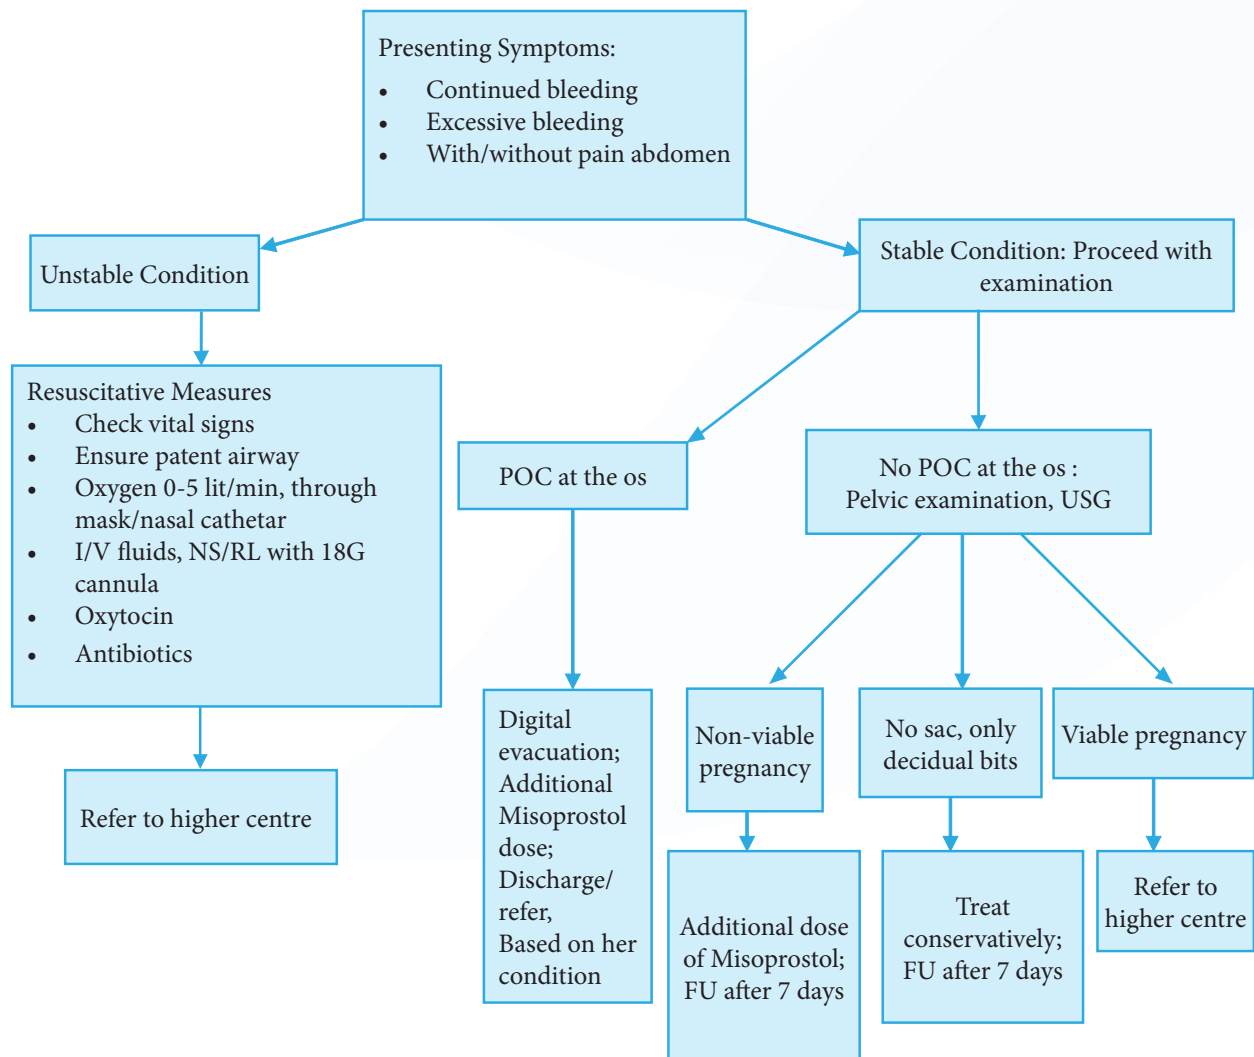 Presenting Symptoms:
• Continued bleeding
• Excessive bleeding
• With/without pain abdomen
Unstable Condition
Stable Condition: Proceed with
examination
Resuscitative Measures
• Check vital signs
• Ensure patent airway
• Oxygen 0-5 lit/min, through
mask/nasal cathetar
• I/V fluids, NS/RL with 18G
cannula
• Oxytocin
• Antibiotics
Refer to higher centre
POC at the os
No POC at the os :
Pelvic examination, USG
Digital
evacuation;
Additional
Misoprostol
dose;
Discharge/
refer,
Based on her
condition
Non-viable
pregnancy
No sac, only
decidual bits
Viable pregnancy
Additional dose
of Misoprostol;
FU after 7 days
Treat
conservatively;
FU after 7 days
Refer to
higher centre